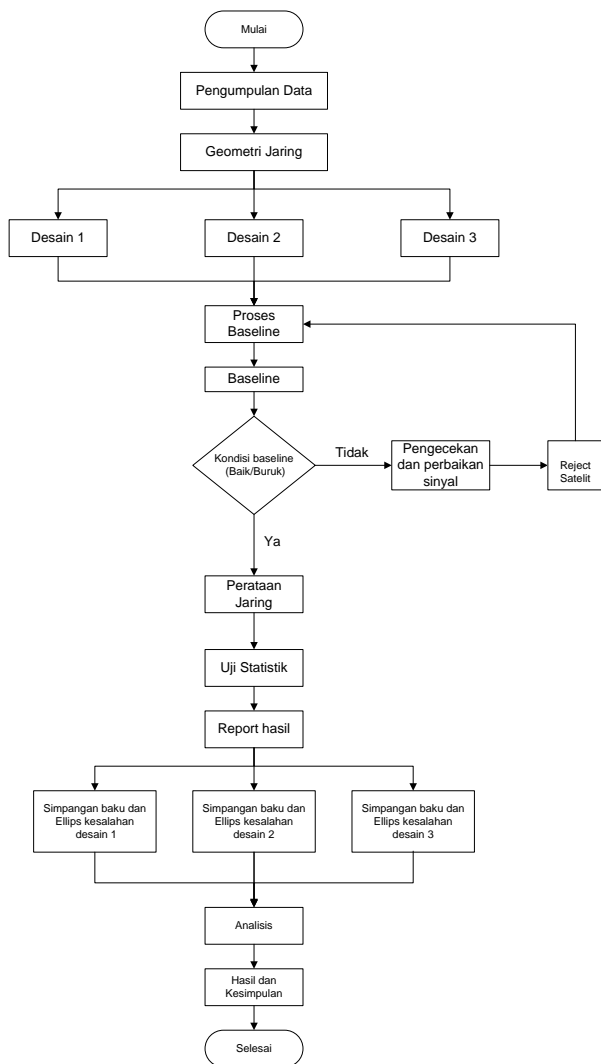 Mulai
Pengumpulan Data
Geometri Jaring
Desain 1
Desain 2
Desain 3
Proses
Baseline
Baseline
Kondisi baseline
(Baik/Buruk)
Tidak
Pengecekan
dan perbaikan
sinyal
Reject
Satelit
Ya
Perataan
Jaring
Uji Statistik
Report hasil
Simpangan baku dan
Ellips kesalahan
desain 1
Simpangan baku dan
Ellips kesalahan
desain 2
Simpangan baku dan
Ellips kesalahan
desain 3
Analisis
Hasil dan
Kesimpulan
Selesai